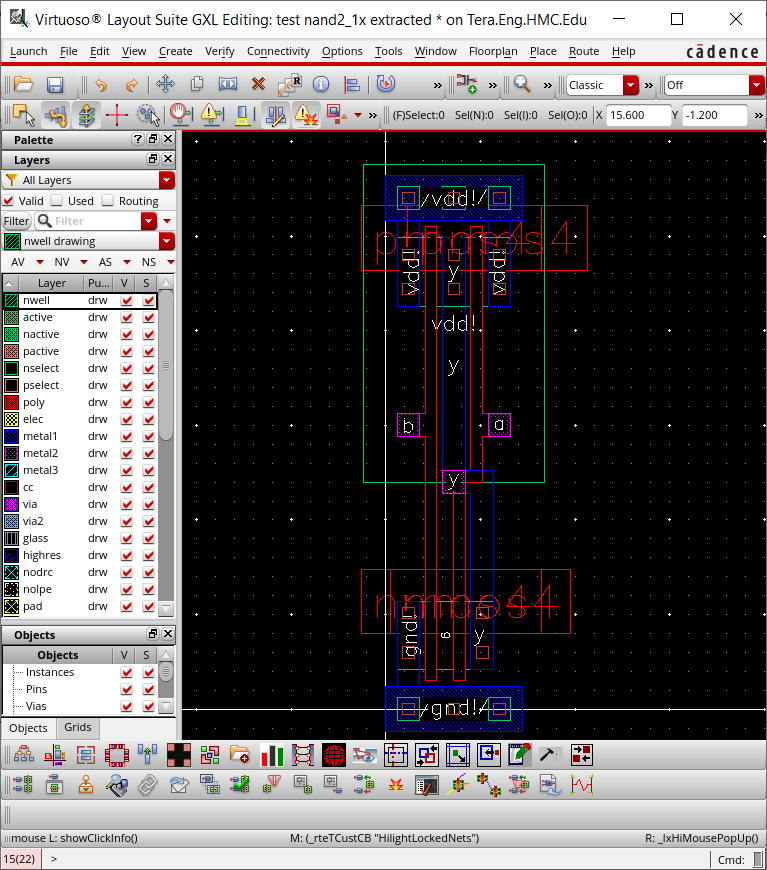 Virtuoso® Layout Suite GXL Editing: test nand2_1x extracted * on Tera.Eng.HMC.Edu
Launch File Edit View Create Verify Connectivity Options Tools Window Floorplan Place Route Help cādence
» » » Classic » Off
» (F)Select:0 Sel(N):0 Sel(I):0 Sel(O):0 X 15.600 Y -1.200 »
Palette
Layers
All Layers
Valid Used Routing
Filter Filter
nwell drawing
AV NV AS NS
Layer Pu... V S
nwell drw
active drw
nactive drw
pactive drw
nselect drw
pselect drw
poly drw
elec drw
metal1 drw
metal2 drw
metal3 drw
cc drw
via drw
via2 drw
glass drw
highres drw
nodrc drw
nolpe drw
pad drw
Objects
Objects V S
Instances
Pins
Vias
Objects Grids
/vdd!/
vdd! y vdd!
vdd!
y
b a
y
gnd! 6 y
/gnd!/
mouse L: showClickInfo() M: (_rteTCustCB "HilightLockedNets") R: _lxHiMousePopUp()
15(22) > Cmd: